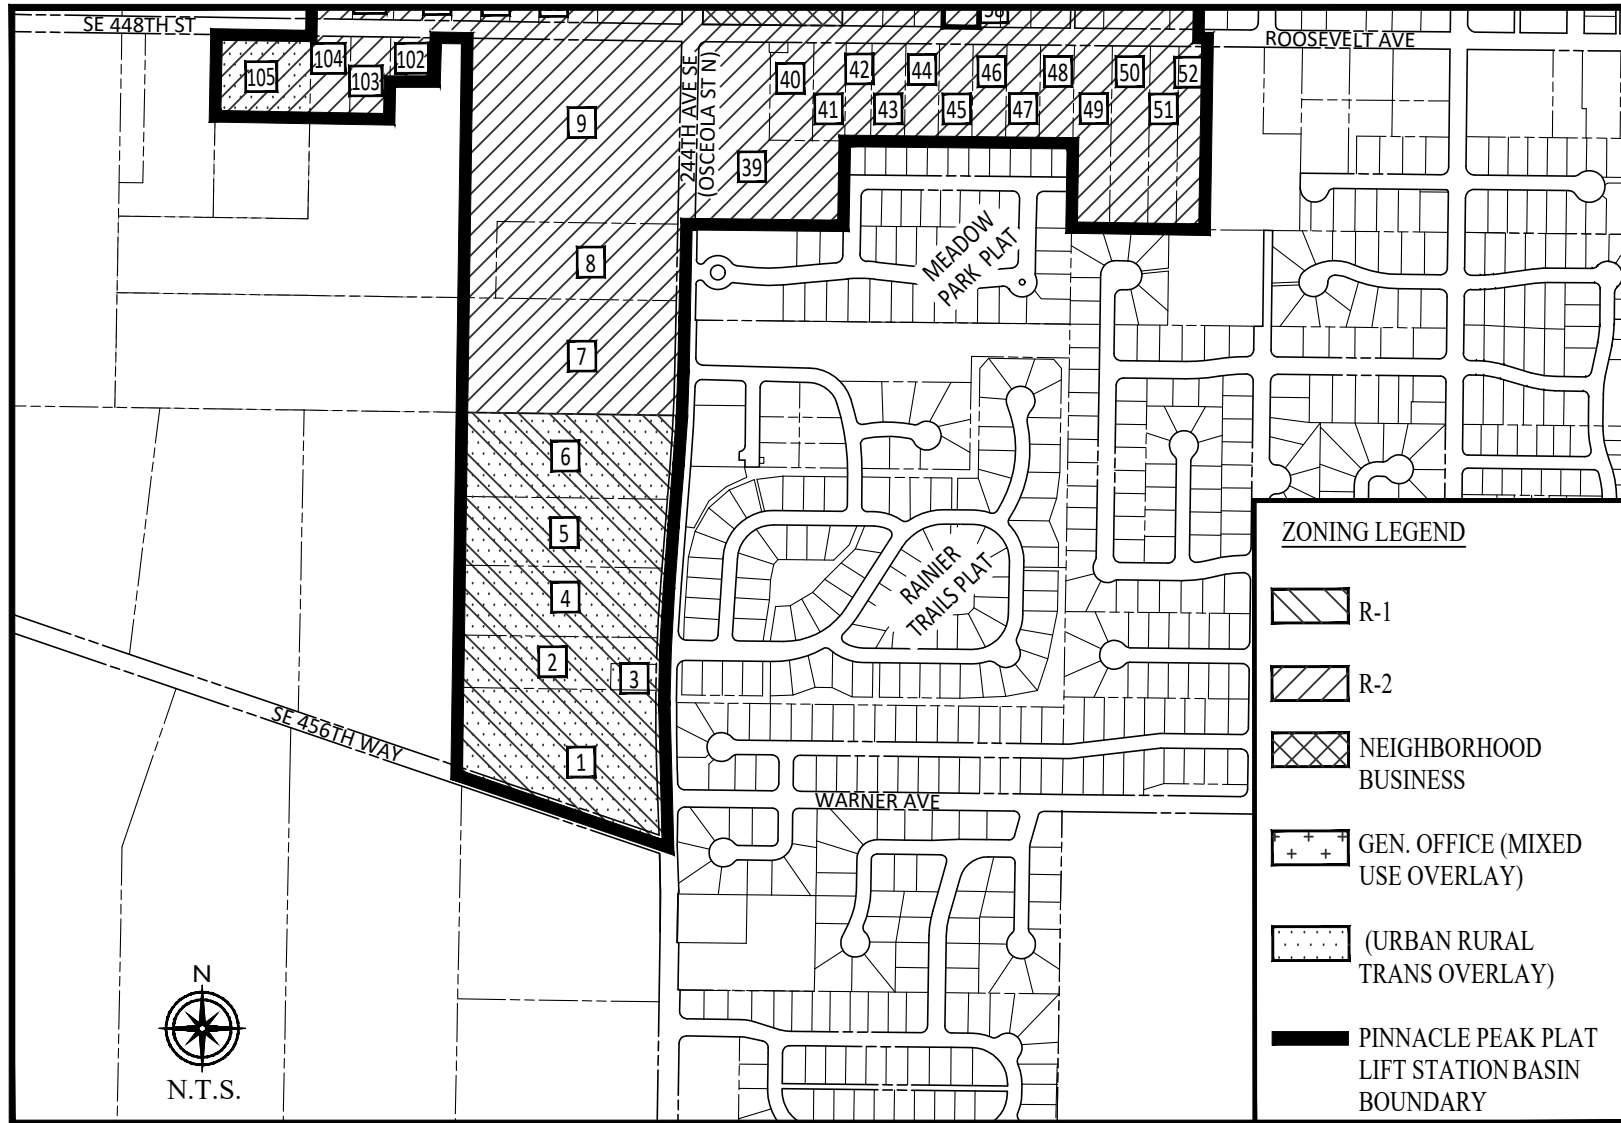 58
SE 448TH ST
ROOSEVELT AVE
105
104
103
102
9
244TH AVE SE
(OSCEOLA ST N)
40
42
44
46
48
50
52
41
43
45
47
49
51
39
8
MEADOW
PARK PLAT
7
6
5
4
2
3
1
RAINIER
TRAILS PLAT
SE 456TH WAY
WARNER AVE
N
N.T.S.
ZONING LEGEND
R-1
R-2
NEIGHBORHOOD
BUSINESS
GEN. OFFICE (MIXED
USE OVERLAY)
(URBAN RURAL
TRANS OVERLAY)
PINNACLE PEAK PLAT
LIFT STATION BASIN
BOUNDARY